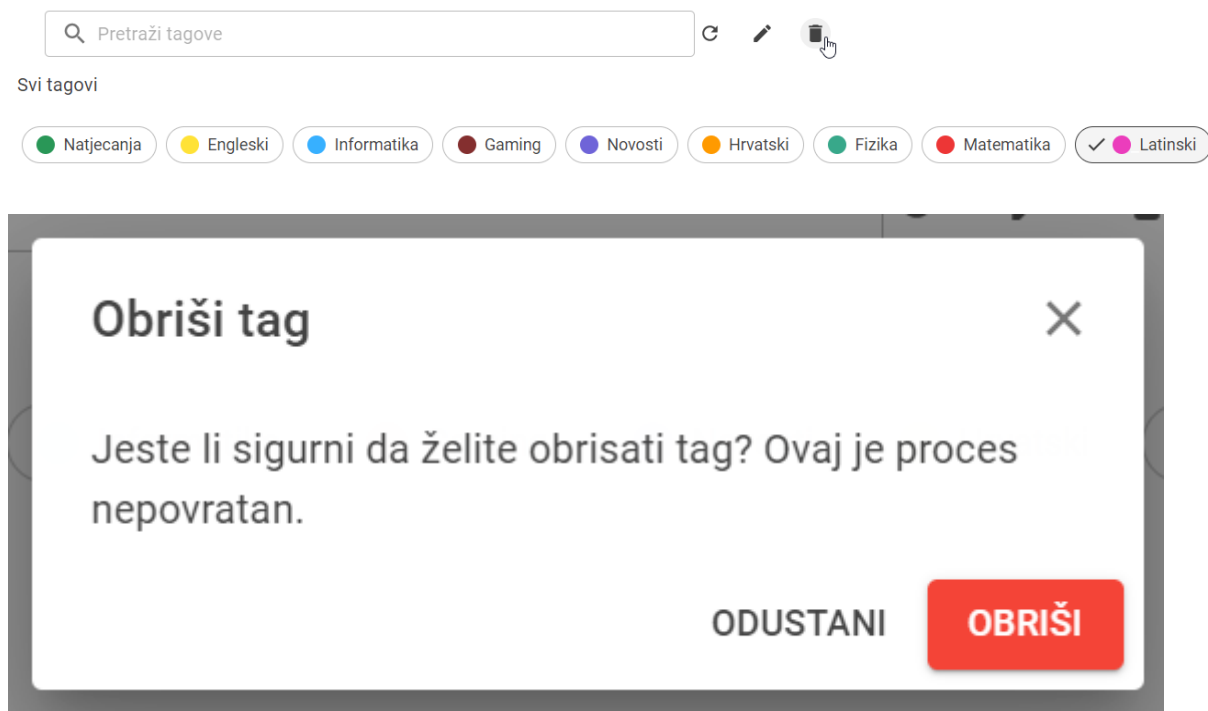 Pretraži tagove
Svi tagovi
Natjecanja Engleski Informatika Gaming Novosti Hrvatski Fizika Matematika Latinski
Obriši tag
Jeste li sigurni da želite obrisati tag? Ovaj je proces
nepovratan.
ODUSTANI OBRIŠI